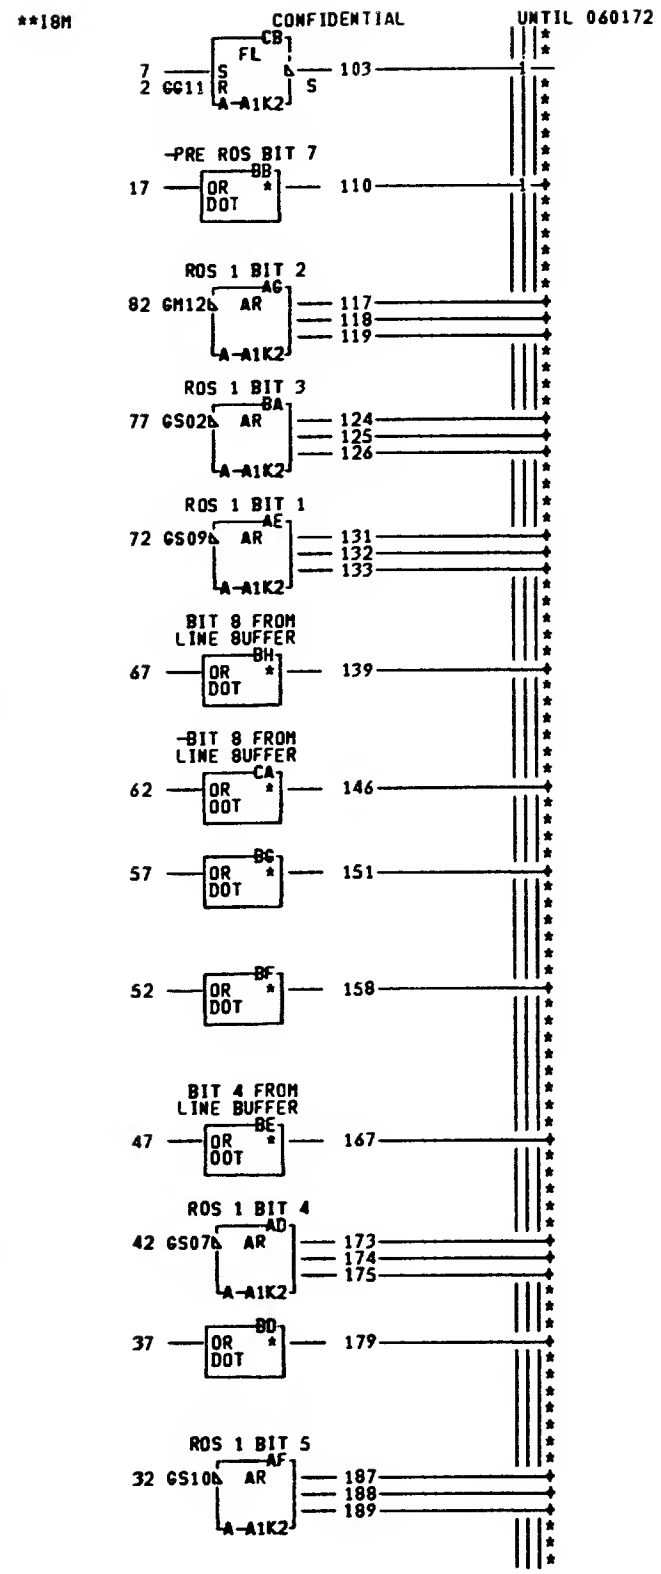 **IBM CONFIDENTIAL UNTIL 060172
CB
FL
7 S 103 1
2 GG11 R S
A-A1K2
-PRE ROS BIT 7
BB
17 OR * 110 1
DOT
ROS 1 BIT 2
AG
82 GM12 AR 117
118
119
A-A1K2
ROS 1 BIT 3
BA
77 GS02 AR 124
125
126
A-A1K2
ROS 1 BIT 1
AE
72 GS09 AR 131
132
133
A-A1K2
BIT 8 FROM
LINE BUFFER
BH
67 OR * 139
DOT
-BIT 8 FROM
LINE BUFFER
CA
62 OR * 146
DOT
BG
57 OR * 151
DOT
BF
52 OR * 158
DOT
BIT 4 FROM
LINE BUFFER
BE
47 OR * 167
DOT
ROS 1 BIT 4
AD
42 GS07 AR 173
174
175
A-A1K2
BD
37 OR * 179
DOT
ROS 1 BIT 5
AF
32 GS10 AR 187
188
189
A-A1K2